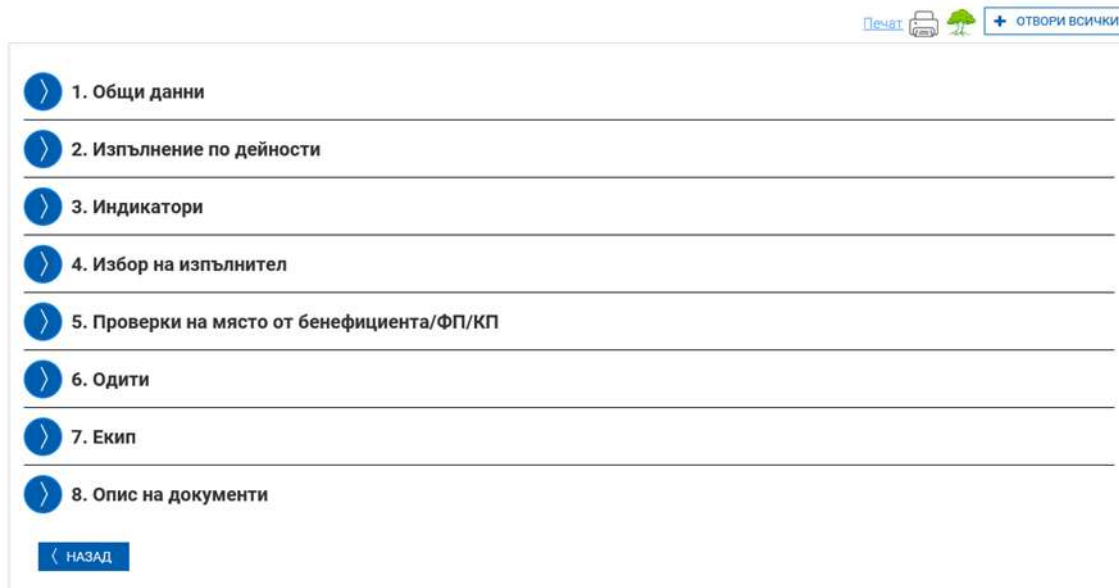 Печат + ОТВОРИ ВСИЧКИ
1. Общи данни
2. Изпълнение по дейности
3. Индикатори
4. Избор на изпълнител
5. Проверки на място от бенефициента/ФП/КП
6. Одити
7. Екип
8. Опис на документи
НАЗАД